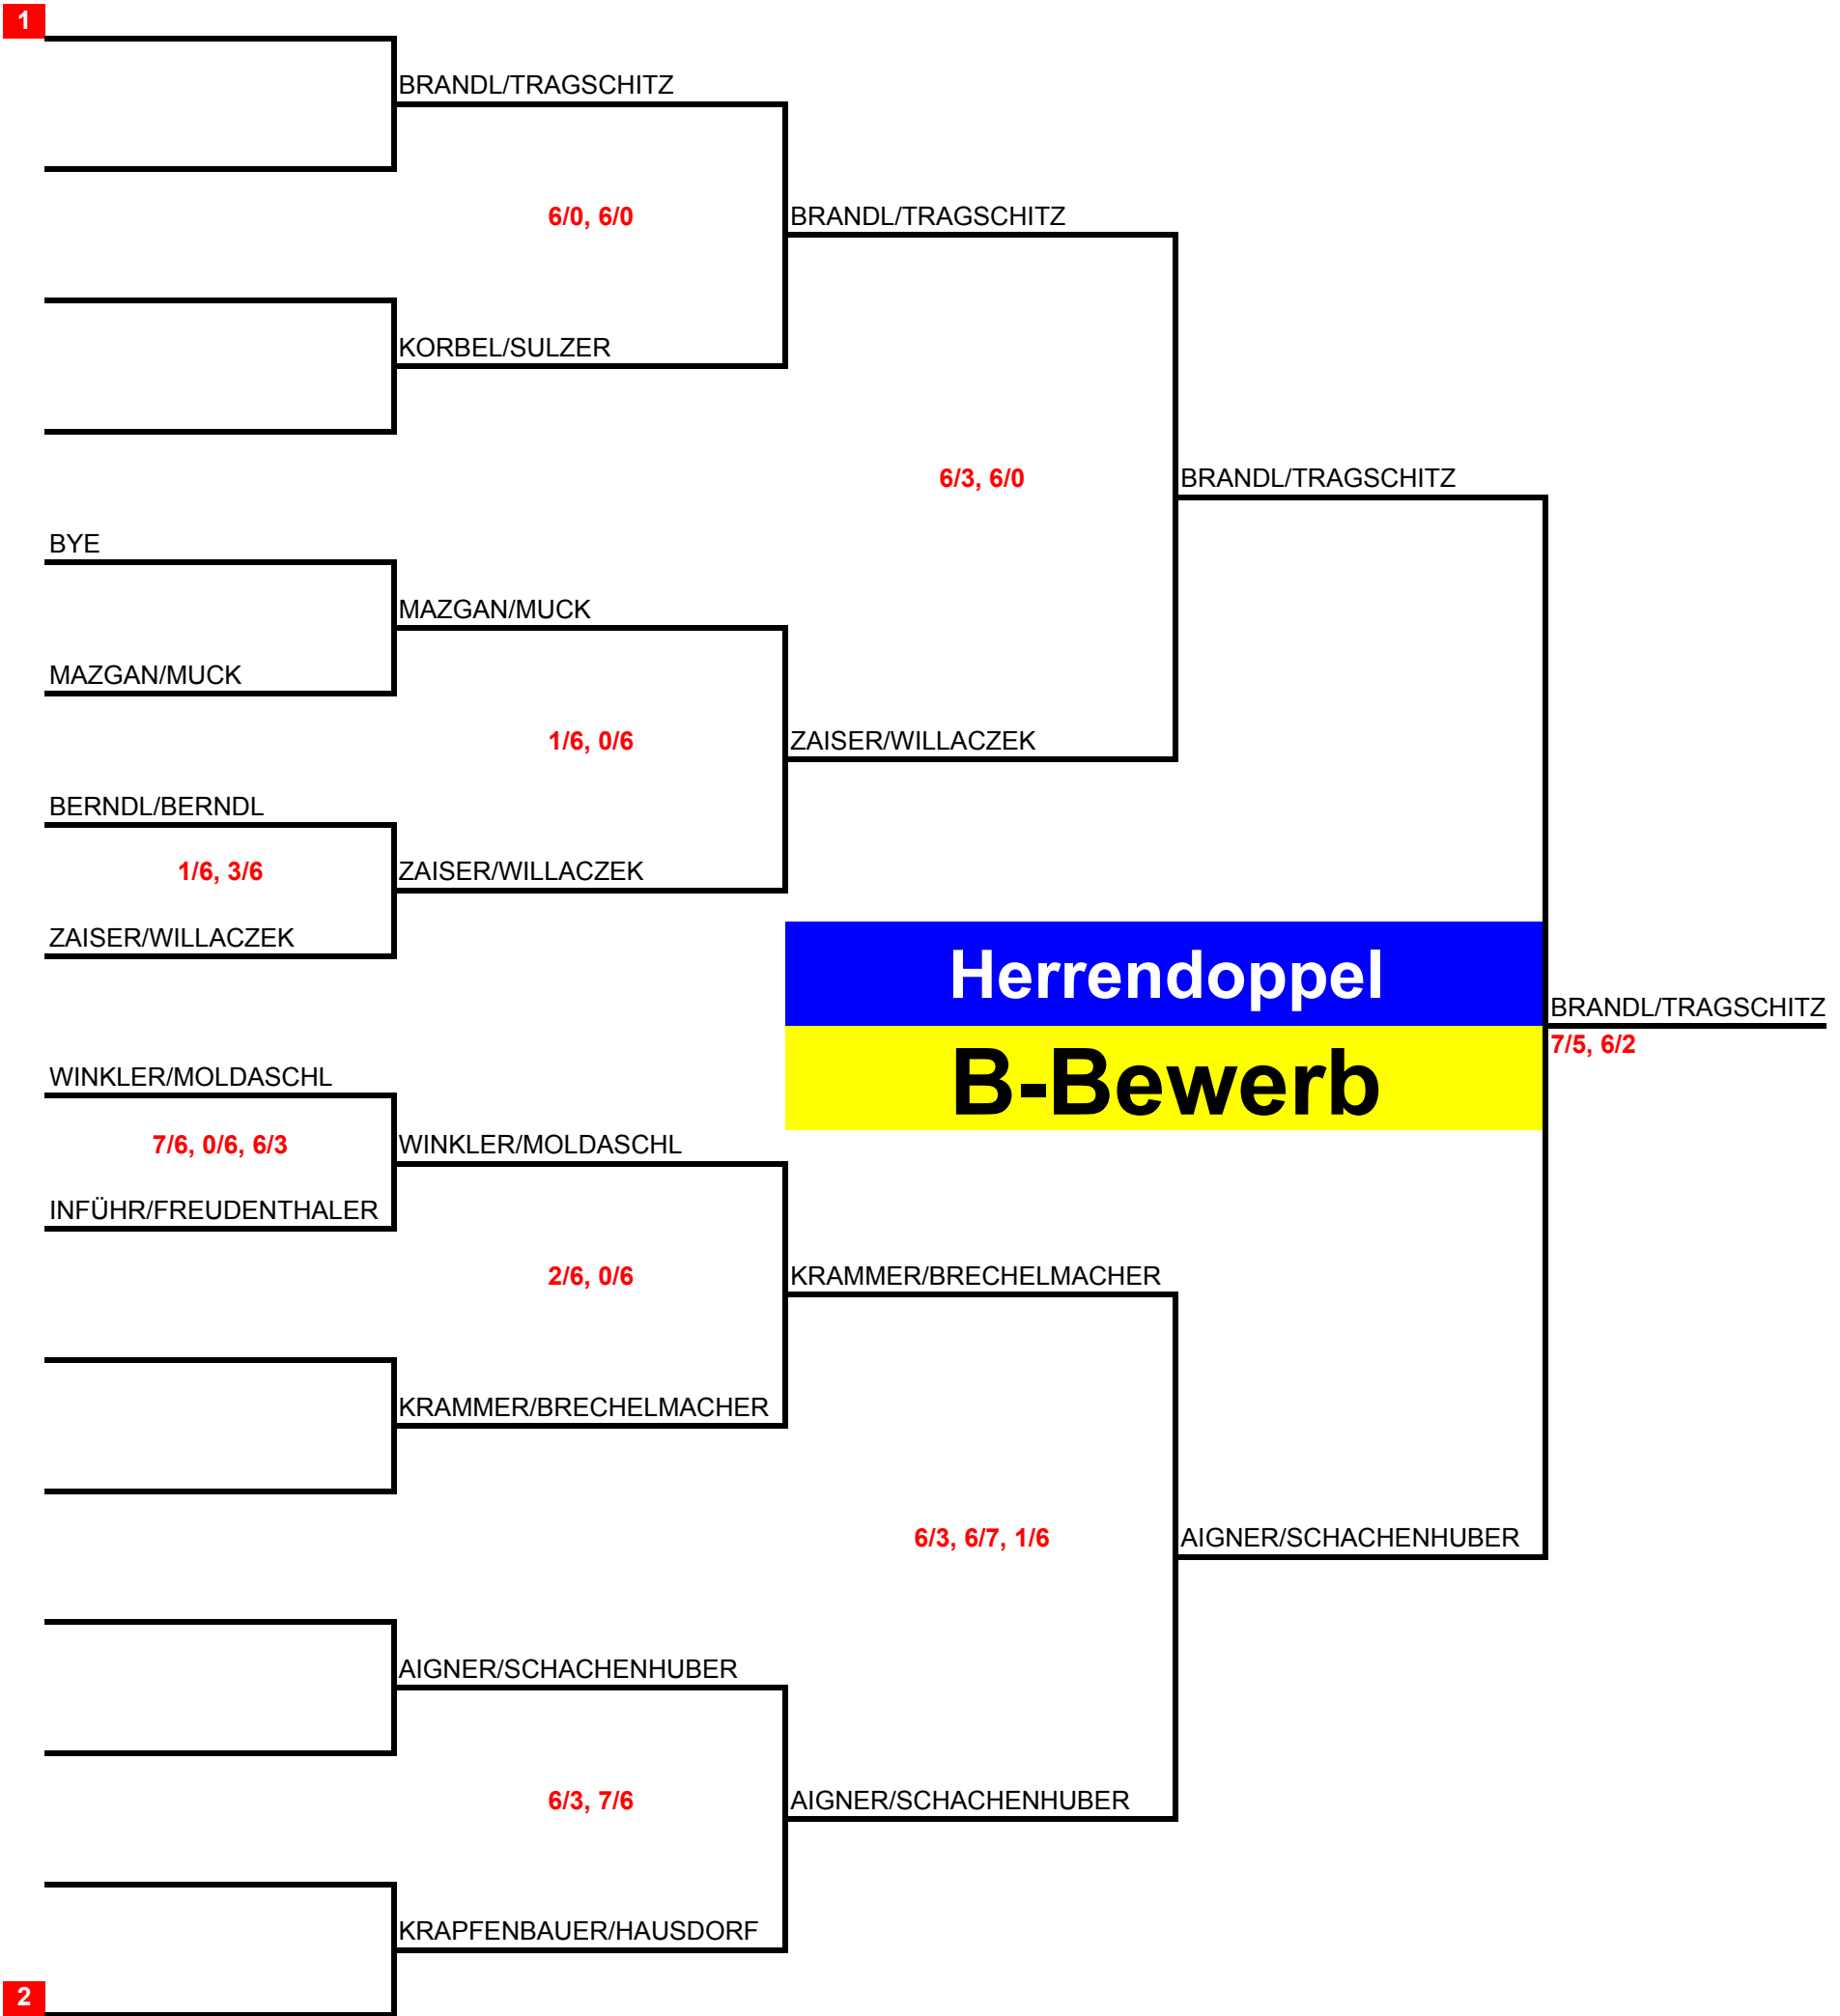 1
BRANDL/TRAGSCHITZ
6/0, 6/0
BRANDL/TRAGSCHITZ
KORBEL/SULZER
6/3, 6/0
BRANDL/TRAGSCHITZ
BYE
MAZGAN/MUCK
MAZGAN/MUCK
1/6, 0/6
ZAISER/WILLACZEK
BERNDL/BERNDL
1/6, 3/6
ZAISER/WILLACZEK
ZAISER/WILLACZEK
Herrendoppel
BRANDL/TRAGSCHITZ
7/5, 6/2
B-Bewerb
WINKLER/MOLDASCHL
7/6, 0/6, 6/3
WINKLER/MOLDASCHL
INFÜHR/FREUDENTHALER
2/6, 0/6
KRAMMER/BRECHELMACHER
KRAMMER/BRECHELMACHER
6/3, 6/7, 1/6
AIGNER/SCHACHENHUBER
AIGNER/SCHACHENHUBER
6/3, 7/6
AIGNER/SCHACHENHUBER
KRAPFENBAUER/HAUSDORF
2